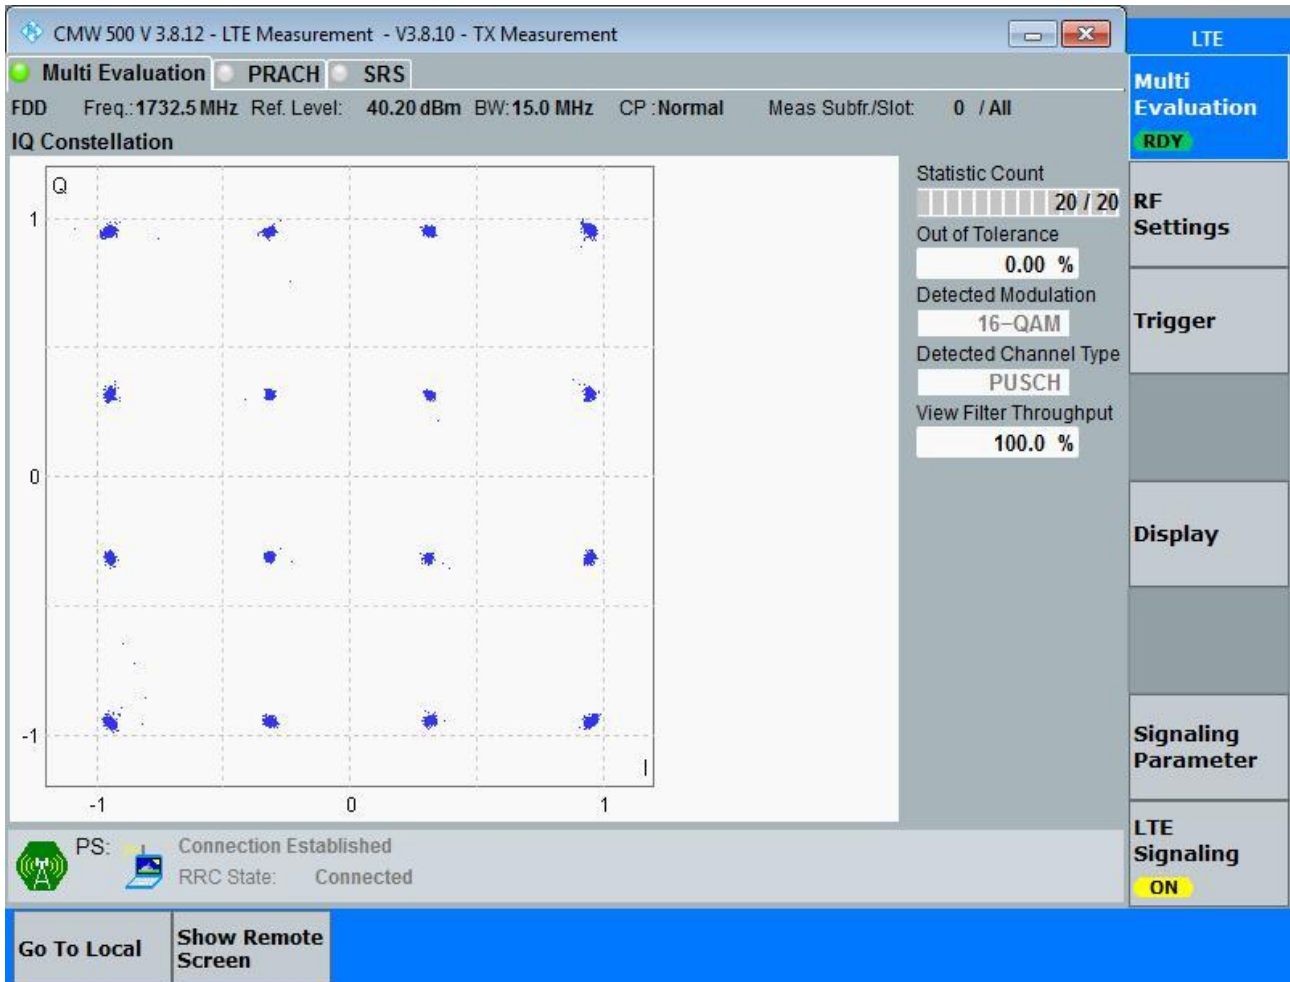 CMW 500 V 3.8.12 - LTE Measurement - V3.8.10 - TX Measurement
LTE
Multi Evaluation PRACH SRS
FDD Freq.: 1732.5 MHz Ref. Level: 40.20 dBm BW: 15.0 MHz CP : Normal Meas Subfr./Slot: 0 / All
IQ Constellation
Q
1
0
-1
I
-1 0 1
Statistic Count
20 / 20
Out of Tolerance
0.00 %
Detected Modulation
16-QAM
Detected Channel Type
PUSCH
View Filter Throughput
100.0 %
Multi
Evaluation
RDY
RF
Settings
Trigger
Display
Signaling
Parameter
LTE
Signaling
ON
PS: Connection Established
RRC State: Connected
Go To Local
Show Remote
Screen